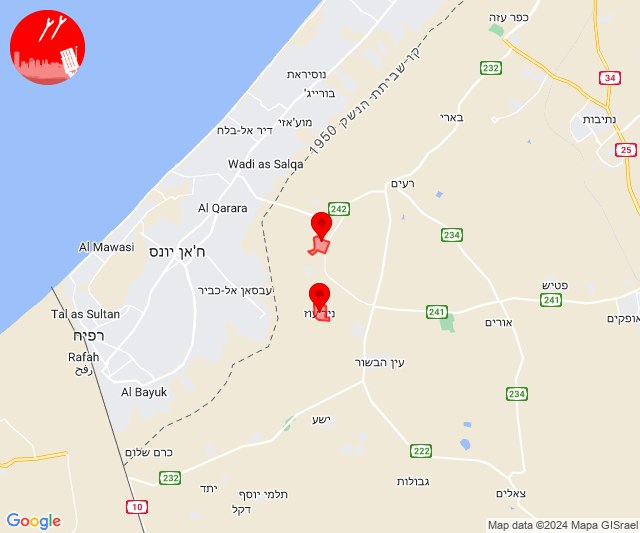 כפר עזה
232
34
נוסיראת
בורייג'
מוע'אזי
דיר אל-בלח
קו שביתת הנשק 1950
בארי
נתיבות
25
Wadi as Salqa
רעים
Al Qarara
242
234
Al Mawasi
ח'אן יונס
עבסאן אל-כביר
פטיש
241
Tal as Sultan
241
אופקים
אורים
רפיח
Rafah
رفح
עין הבשור
Al Bayuk
234
ישע
222
כרם שלום
232
יתד
תלמי יוסף
דקל
גבולות
צאלים
10
Google
Map data ©2024 Mapa GISrael